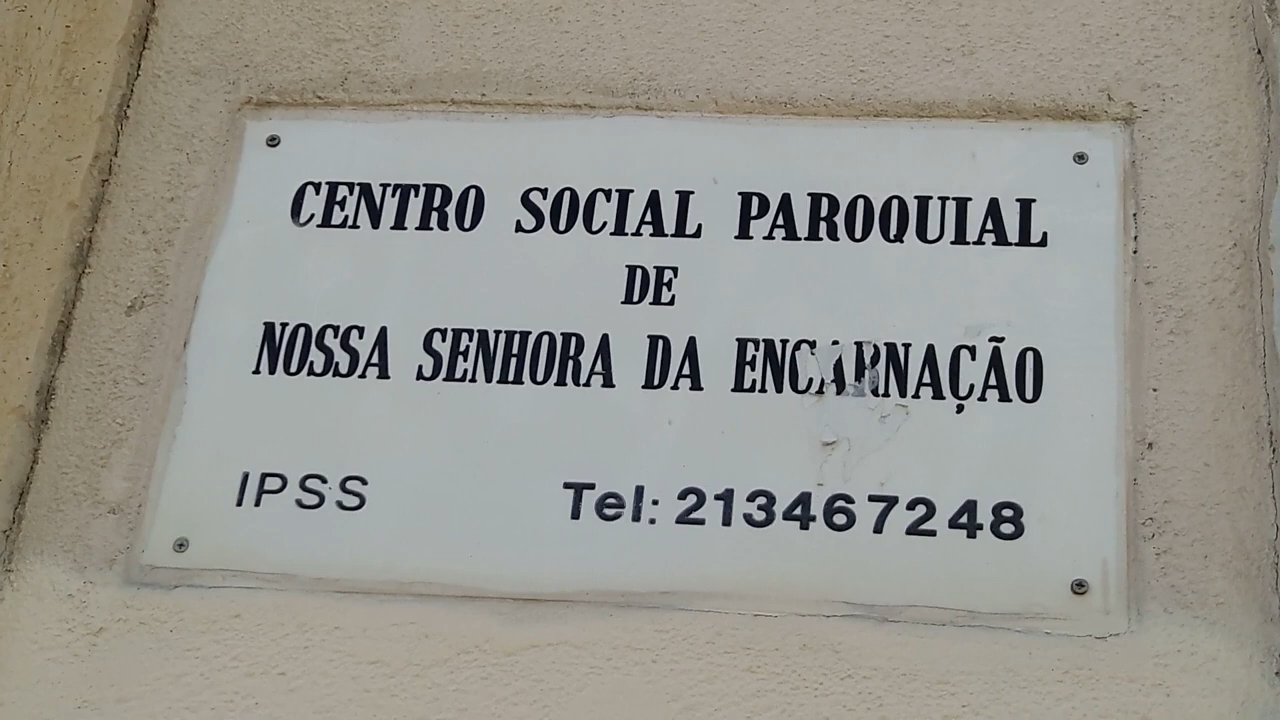 CENTRO SOCIAL PAROQUIAL
DE
NOSSA SENHORA DA ENCARNAÇÃO
IPSS Tel: 213467248